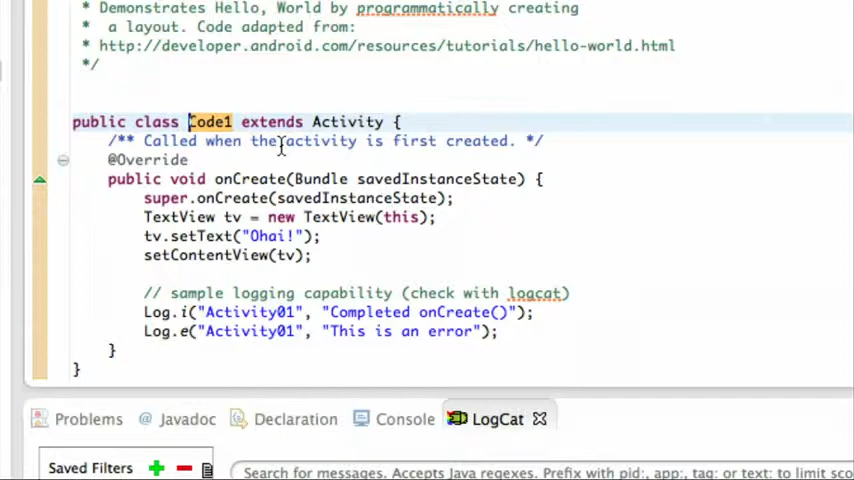 * Demonstrates Hello, World by programmatically creating
* a layout. Code adapted from:
* http://developer.android.com/resources/tutorials/hello-world.html
*/
public class Code1 extends Activity {
/** Called when the activity is first created. */
@Override
public void onCreate(Bundle savedInstanceState) {
super.onCreate(savedInstanceState);
TextView tv = new TextView(this);
tv.setText("Ohai!");
setContentView(tv);
// sample logging capability (check with logcat)
Log.i("Activity01", "Completed onCreate()");
Log.e("Activity01", "This is an error");
}
}
Problems @ Javadoc Declaration Console LogCat
Saved Filters
Search for messages. Accepts Java regexes. Prefix with pid:, app:, tag: or text: to limit sco